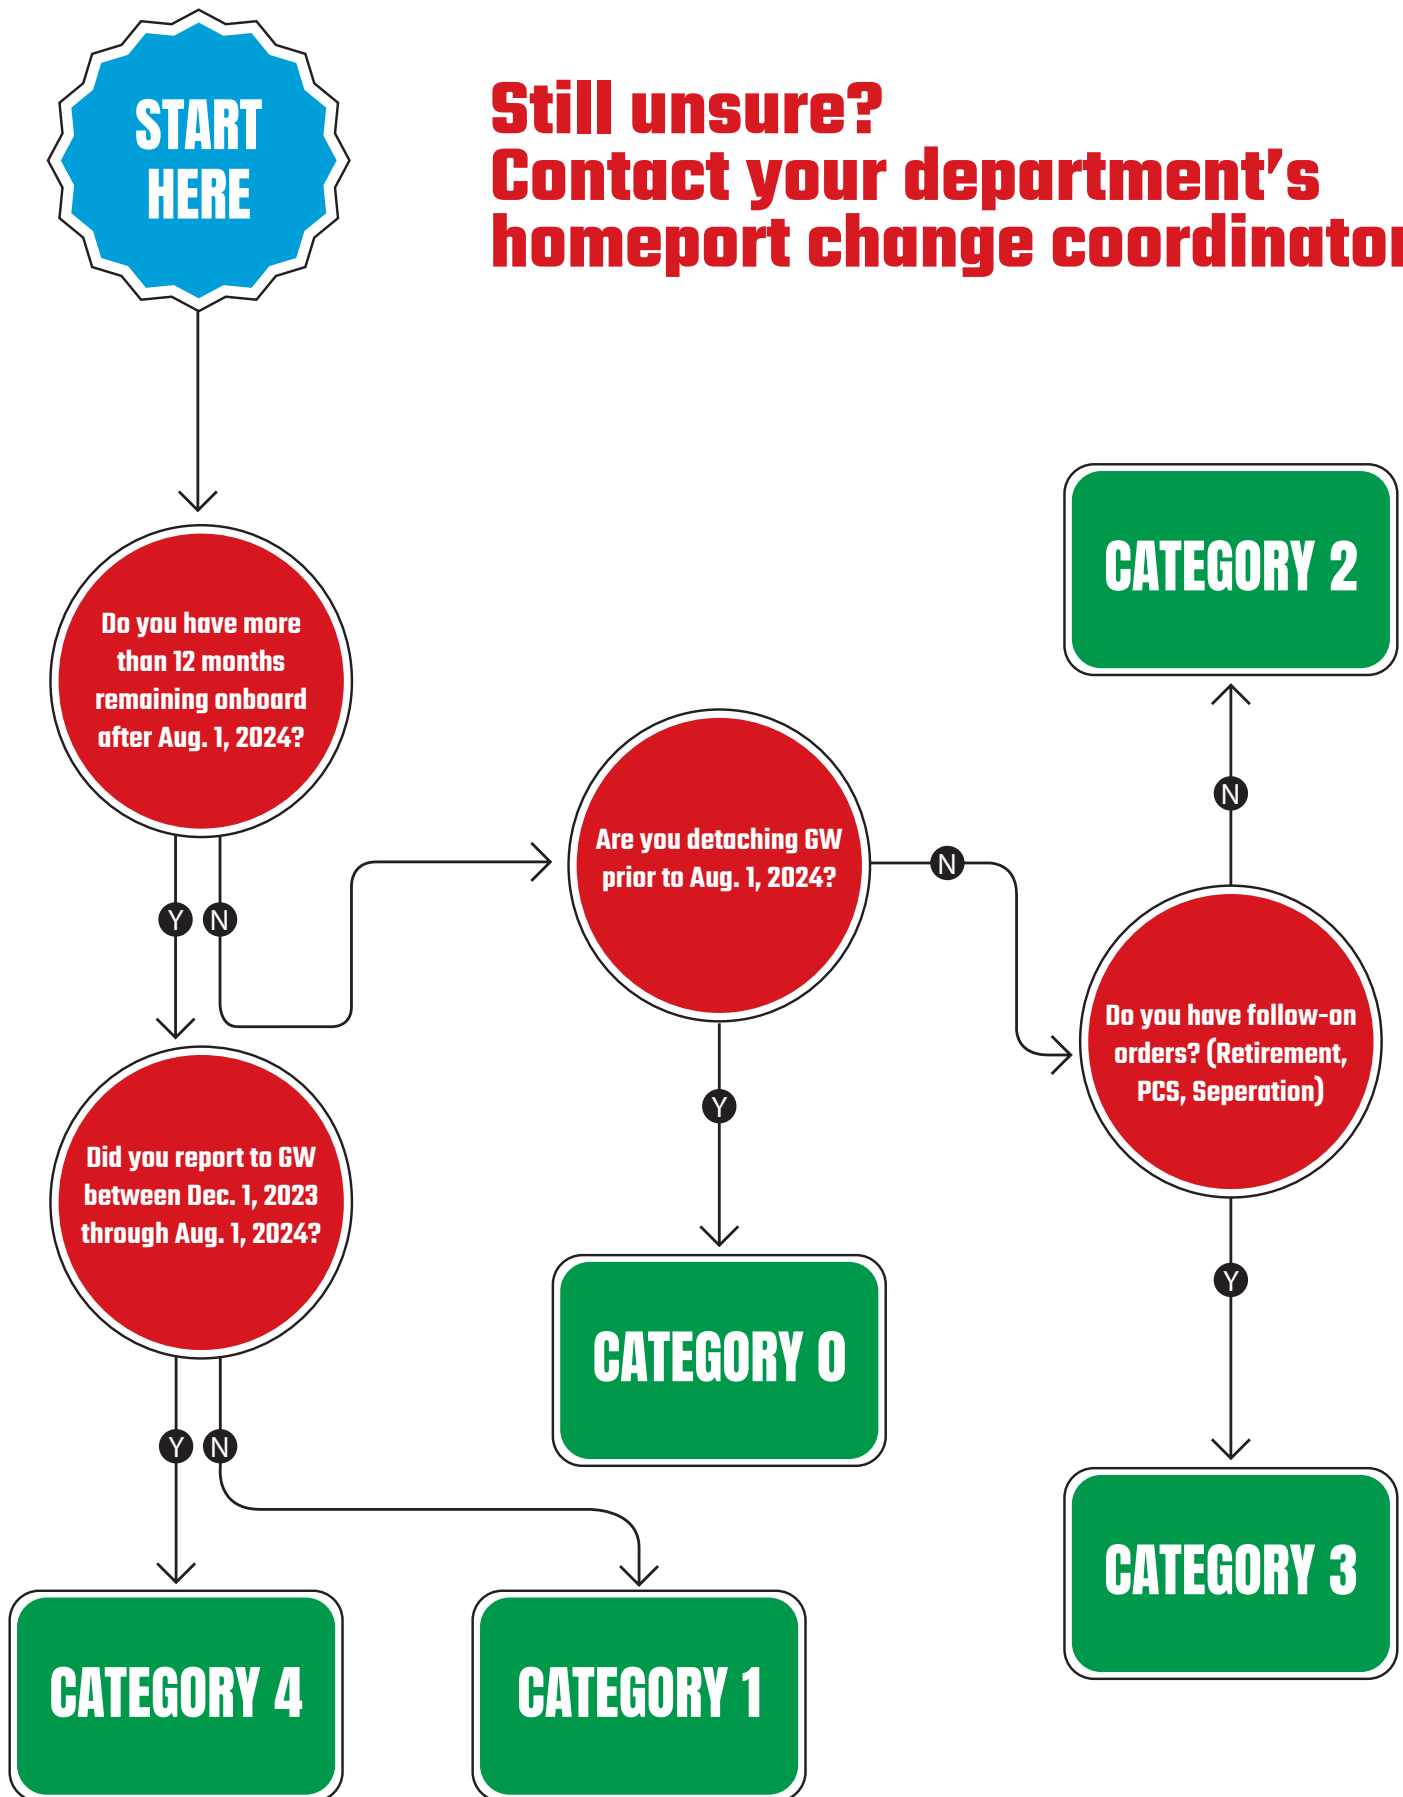 START
HERE
Still unsure?
Contact your department’s
homeport change coordinator
Do you have more
than 12 months
remaining onboard
after Aug. 1, 2024?
Y
N
Are you detaching GW
prior to Aug. 1, 2024?
N
Y
CATEGORY 2
N
Do you have follow-on
orders? (Retirement,
PCS, Seperation)
Y
Did you report to GW
between Dec. 1, 2023
through Aug. 1, 2024?
Y
N
CATEGORY 0
CATEGORY 3
CATEGORY 4
CATEGORY 1